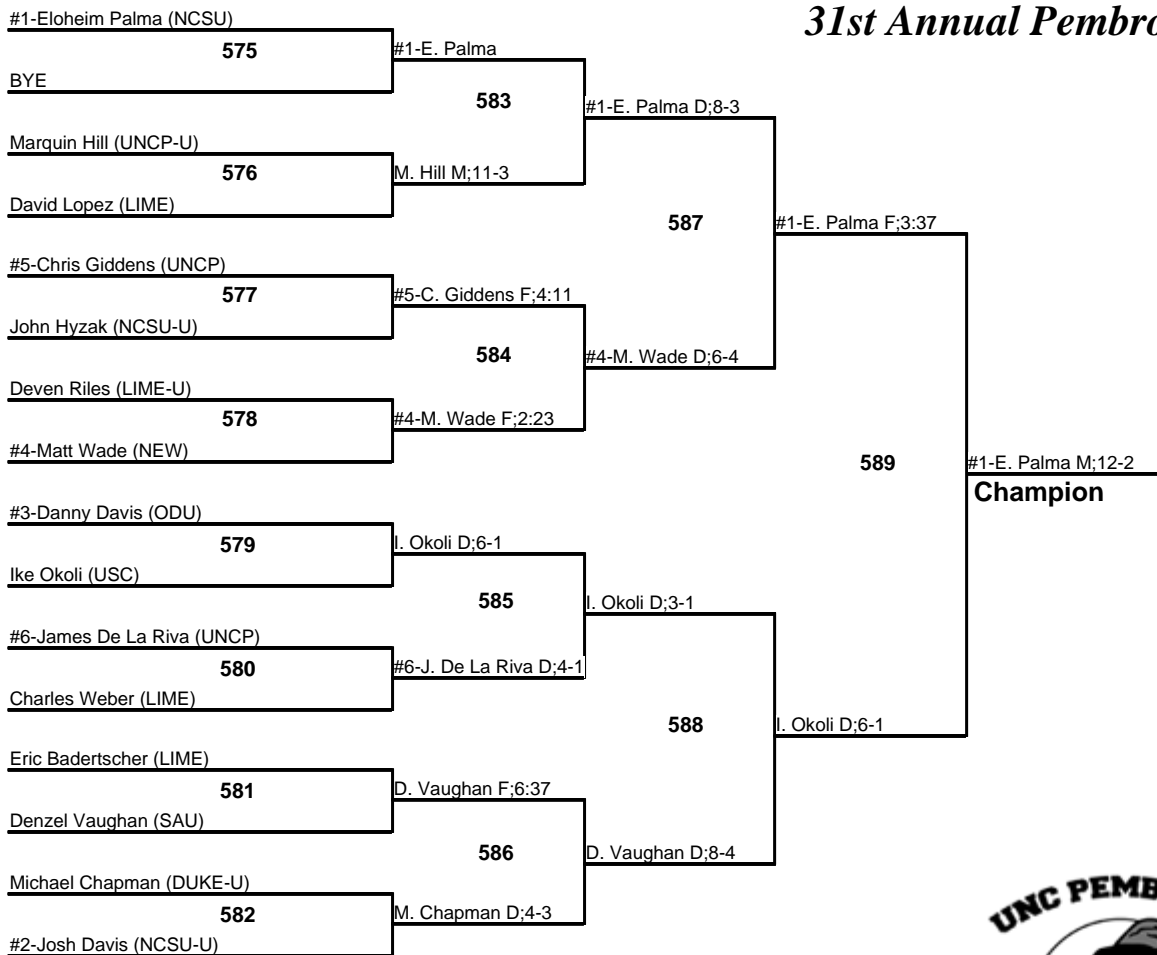 31st Annual Pembro
#1-Eloheim Palma (NCSU)
575
BYE
#1-E. Palma
583
Marquin Hill (UNCP-U)
576
David Lopez (LIME)
M. Hill M;11-3
#1-E. Palma D;8-3
587
#5-Chris Giddens (UNCP)
577
John Hyzak (NCSU-U)
#5-C. Giddens F;4:11
584
Deven Riles (LIME-U)
578
#4-Matt Wade (NEW)
#4-M. Wade F;2:23
#4-M. Wade D;6-4
#1-E. Palma F;3:37
589
#1-E. Palma M;12-2
Champion
#3-Danny Davis (ODU)
579
Ike Okoli (USC)
I. Okoli D;6-1
585
#6-James De La Riva (UNCP)
580
Charles Weber (LIME)
#6-J. De La Riva D;4-1
I. Okoli D;3-1
588
I. Okoli D;6-1
Eric Badertscher (LIME)
581
Denzel Vaughan (SAU)
D. Vaughan F;6:37
586
Michael Chapman (DUKE-U)
582
#2-Josh Davis (NCSU-U)
M. Chapman D;4-3
D. Vaughan D;8-4
UNC PEMB